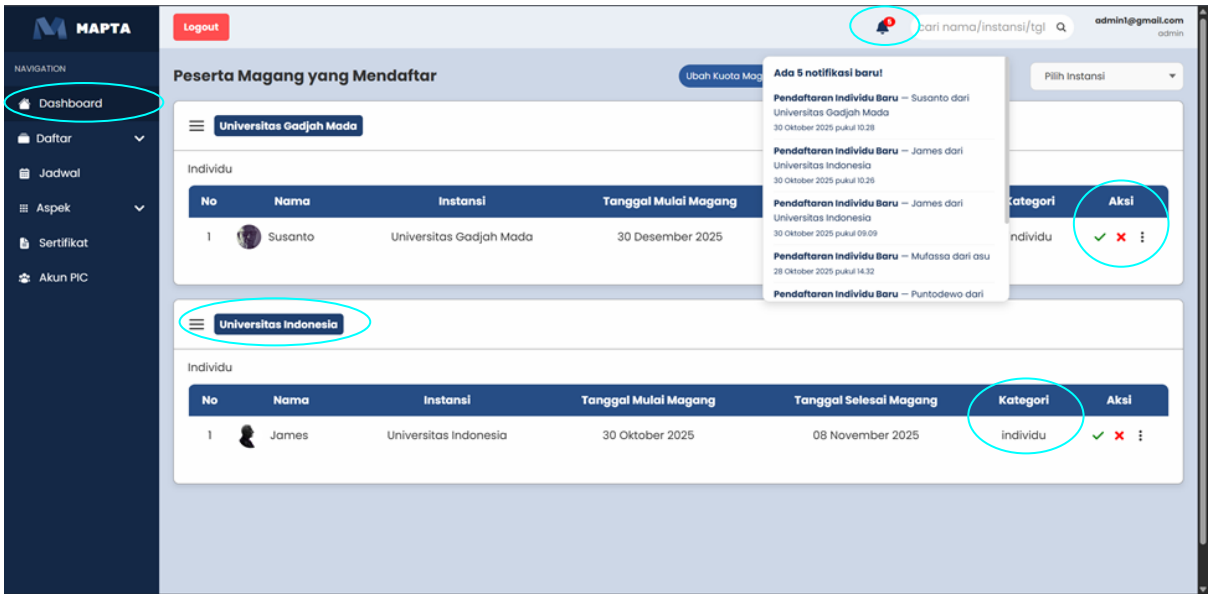 MAPTA
Logout
5
cari nama/instansi/tgl
admin1@gmail.com
admin
NAVIGATION
Dashboard
Daftar
Jadwal
Aspek
Sertifikat
Akun PIC
Peserta Magang yang Mendaftar
Ubah Kuota Mag
Pilih Instansi
Ada 5 notifikasi baru!
Pendaftaran Individu Baru — Susanto dari
Universitas Gadjah Mada
30 Oktober 2025 pukul 10.28
Pendaftaran Individu Baru — James dari
Universitas Indonesia
30 Oktober 2025 pukul 10.26
Pendaftaran Individu Baru — James dari
Universitas Indonesia
30 Oktober 2025 pukul 09.09
Pendaftaran Individu Baru — Mufassa dari asu
28 Oktober 2025 pukul 14.32
Pendaftaran Individu Baru — Puntodewo dari
Universitas Gadjah Mada
Individu
No Nama Instansi Tanggal Mulai Magang Kategori Aksi
1 Susanto Universitas Gadjah Mada 30 Desember 2025 individu
Universitas Indonesia
Individu
No Nama Instansi Tanggal Mulai Magang Tanggal Selesai Magang Kategori Aksi
1 James Universitas Indonesia 30 Oktober 2025 08 November 2025 individu